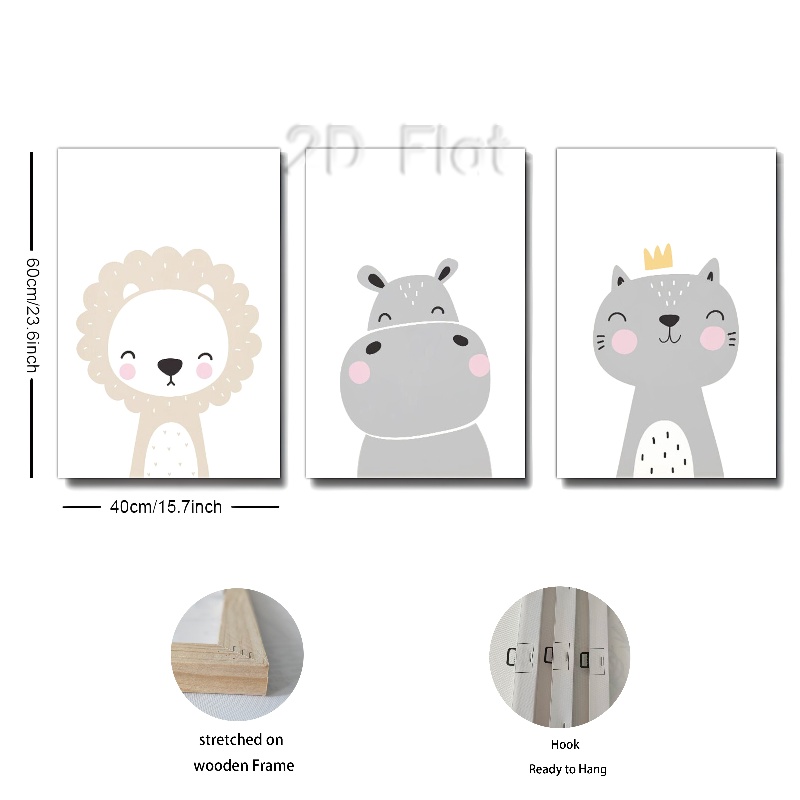 2D Flat
60cm/23.6inch
40cm/15.7inch
stretched on
wooden Frame
Hook
Ready to Hang